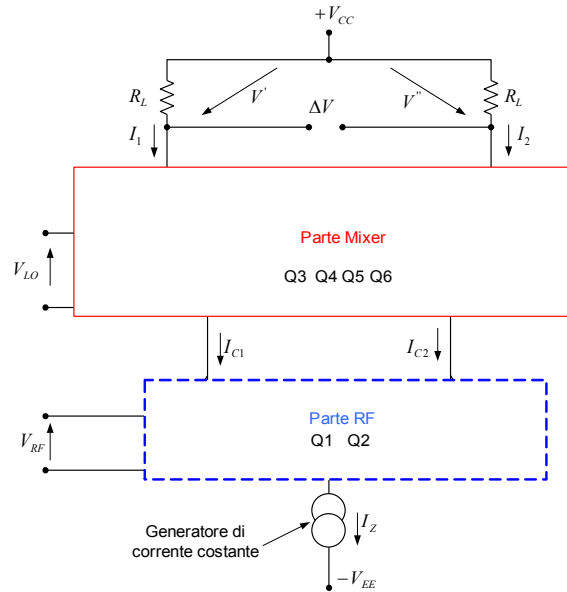 +V_CC
R_L
V'
ΔV
V"
R_L
I_1
I_2
Parte Mixer
Q3 Q4 Q5 Q6
V_LO
I_C1
I_C2
Parte RF
Q1 Q2
V_RF
Generatore di
corrente costante
I_Z
−V_EE